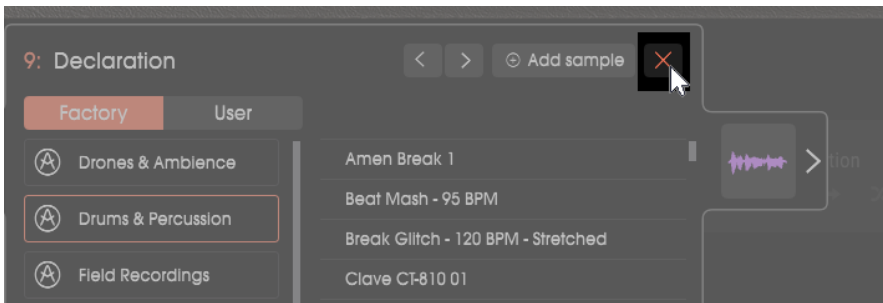 9: Declaration
< > Add sample X
Factory User
Drones & Ambience
Drums & Percussion
Field Recordings
Amen Break 1
Beat Mash - 95 BPM
Break Glitch - 120 BPM - Stretched
Clave CT-810 01